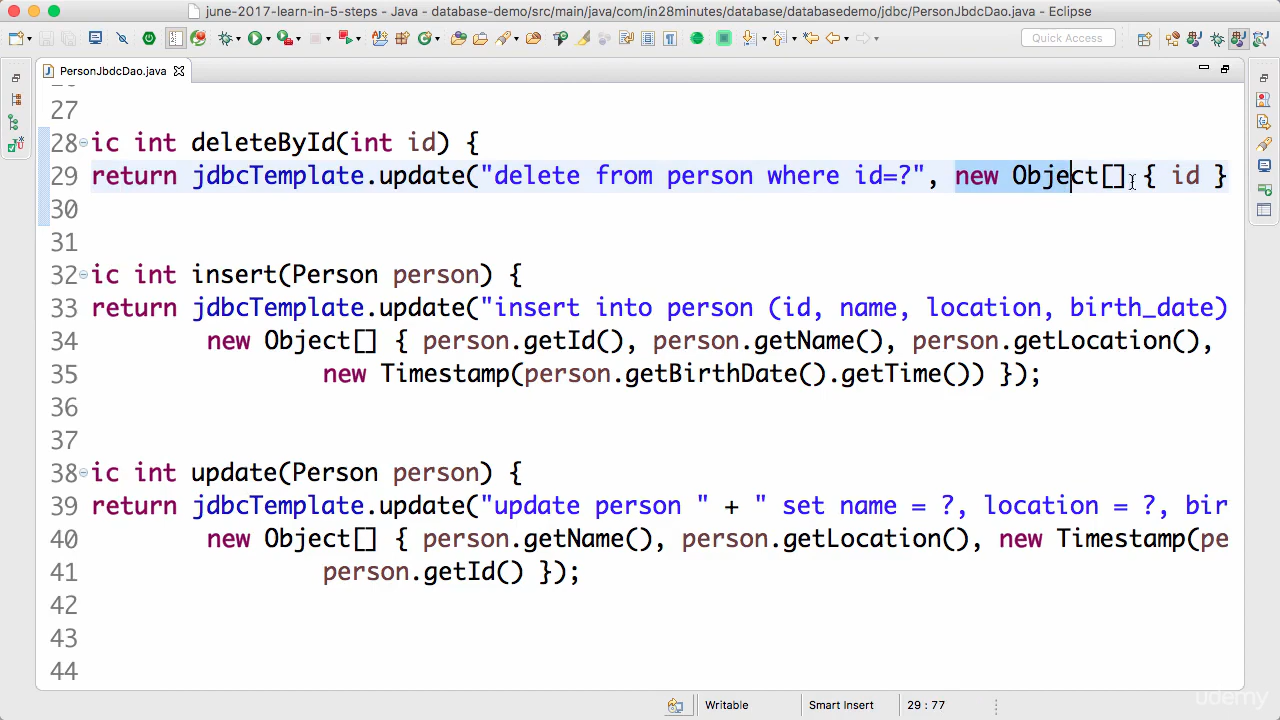 june-2017-learn-in-5-steps - Java - database-demo/src/main/java/com/in28minutes/database/databasedemo/jdbc/PersonJbdcDao.java - Eclipse
Quick Access
PersonJbdcDao.java
27
28 ic int deleteById(int id) {
29 return jdbcTemplate.update("delete from person where id=?", new Object[] { id }
30
31
32 ic int insert(Person person) {
33 return jdbcTemplate.update("insert into person (id, name, location, birth_date)
34 new Object[] { person.getId(), person.getName(), person.getLocation(),
35 new Timestamp(person.getBirthDate().getTime()) });
36
37
38 ic int update(Person person) {
39 return jdbcTemplate.update("update person " + " set name = ?, location = ?, bir
40 new Object[] { person.getName(), person.getLocation(), new Timestamp(pe
41 person.getId() });
42
43
44
Writable Smart Insert 29 : 77
udemy